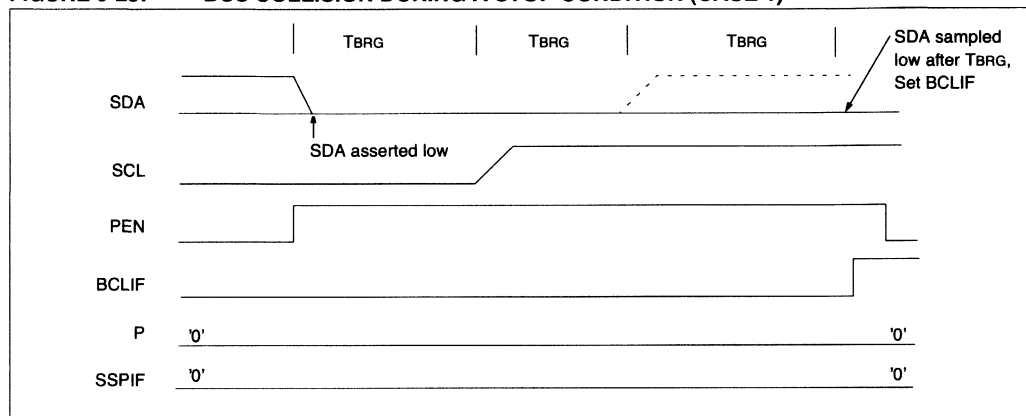 TBRG TBRG TBRG
SDA sampled
low after TBRG,
Set BCLIF
SDA
SDA asserted low
SCL
PEN
BCLIF
P '0' '0'
SSPIF '0' '0'